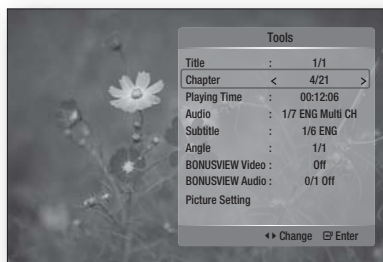 Tools
Title : 1/1
Chapter < 4/21 >
Playing Time : 00:12:06
Audio : 1/7 ENG Multi CH
Subtitle : 1/6 ENG
Angle : 1/1
BONUSVIEW Video : Off
BONUSVIEW Audio : 0/1 Off
Picture Setting
◂▸ Change Enter